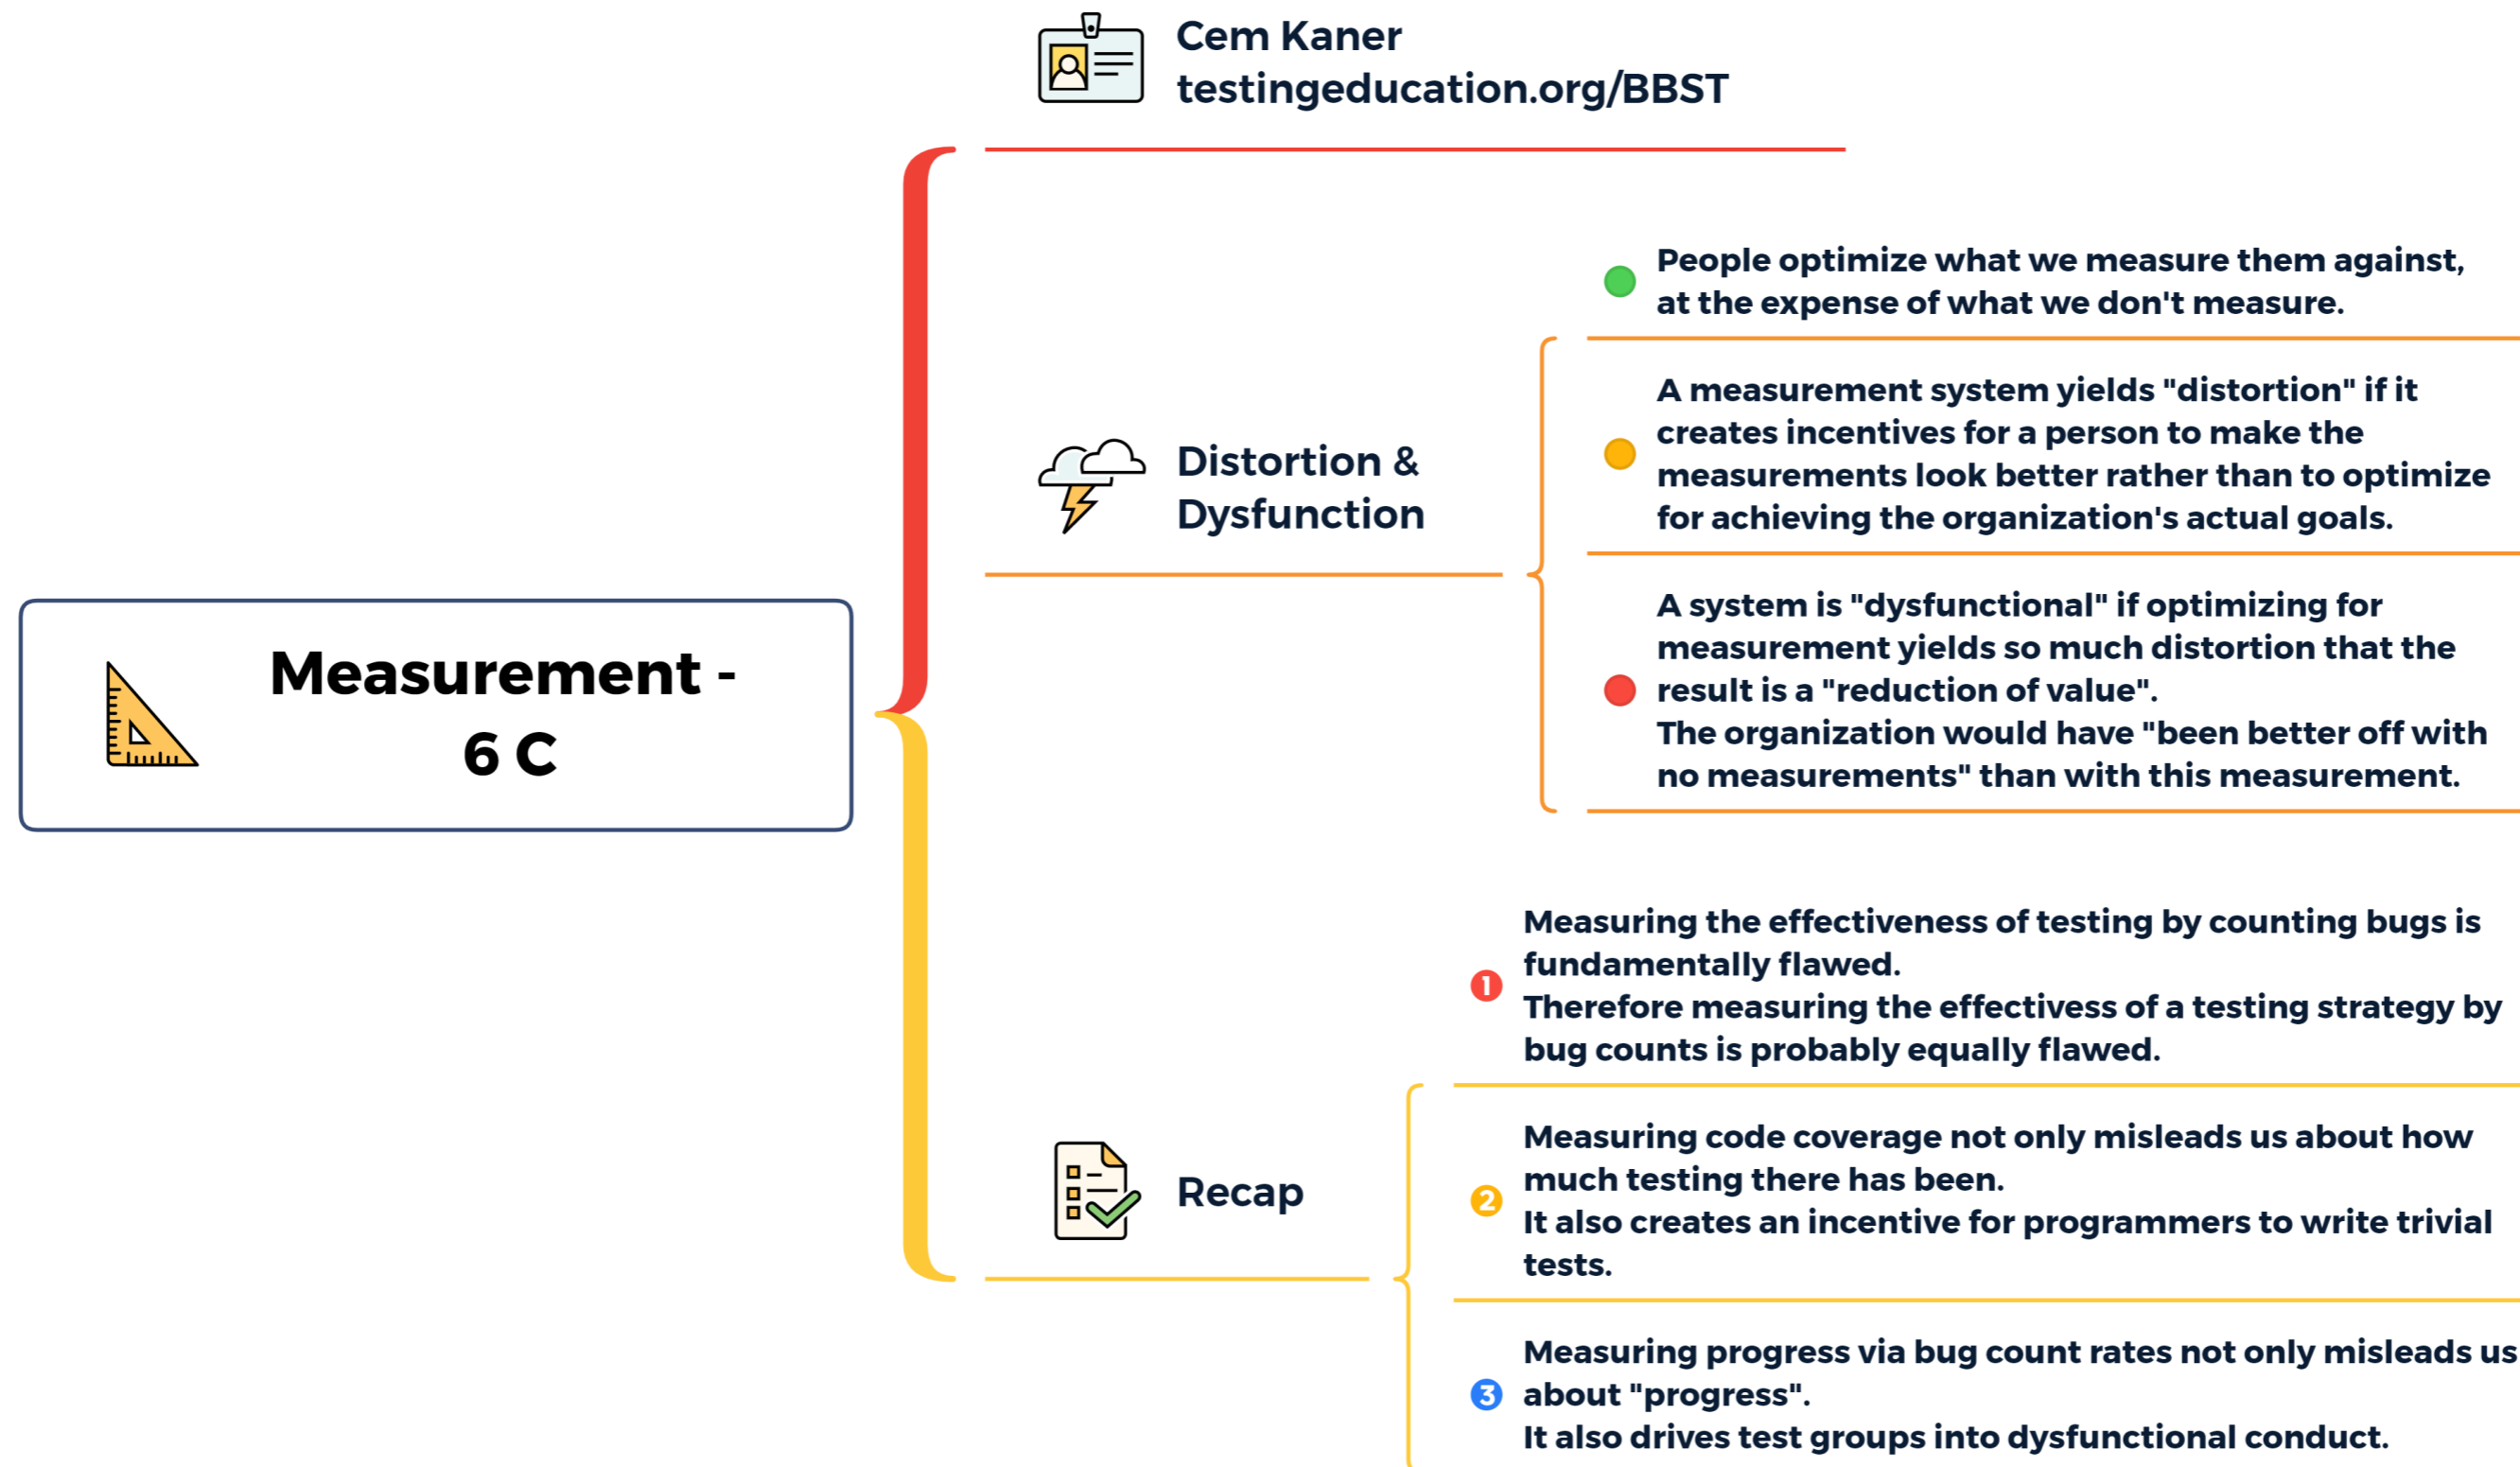 Cem Kaner
testingeducation.org/BBST
People optimize what we measure them against,
at the expense of what we don't measure.
Distortion &
Dysfunction
A measurement system yields "distortion" if it
creates incentives for a person to make the
measurements look better rather than to optimize
for achieving the organization's actual goals.
A system is "dysfunctional" if optimizing for
measurement yields so much distortion that the
result is a "reduction of value".
The organization would have "been better off with
no measurements" than with this measurement.
Measurement -
6 C
Recap
1
Measuring the effectiveness of testing by counting bugs is
fundamentally flawed.
Therefore measuring the effectivess of a testing strategy by
bug counts is probably equally flawed.
2
Measuring code coverage not only misleads us about how
much testing there has been.
It also creates an incentive for programmers to write trivial
tests.
3
Measuring progress via bug count rates not only misleads us
about "progress".
It also drives test groups into dysfunctional conduct.